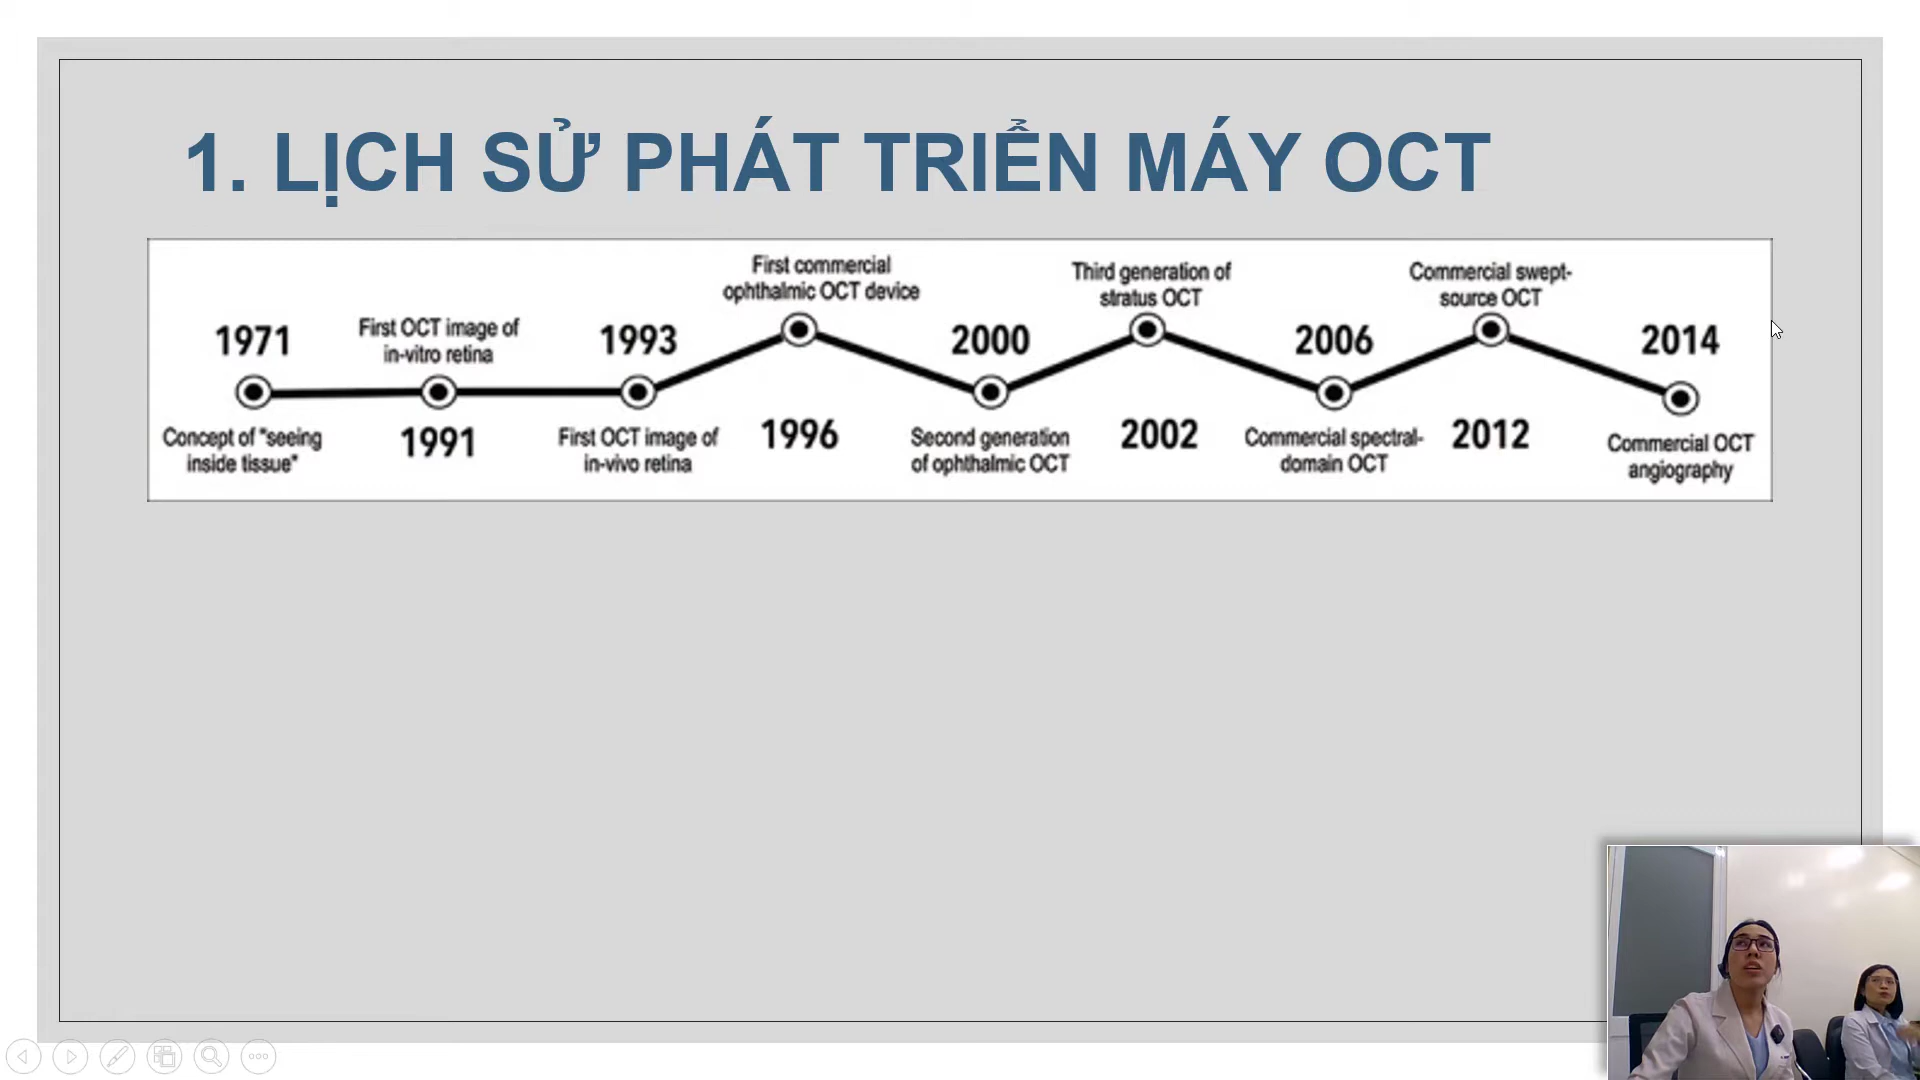 1. LỊCH SỬ PHÁT TRIỂN MÁY OCT
1971
Concept of "seeing
inside tissue"
First OCT image of
in-vitro retina
1991
1993
First OCT image of
in-vivo retina
First commercial
ophthalmic OCT device
1996
2000
Second generation
of ophthalmic OCT
Third generation of
stratus OCT
2002
2006
Commercial spectral-
domain OCT
Commercial swept-
source OCT
2012
2014
Commercial OCT
angiography